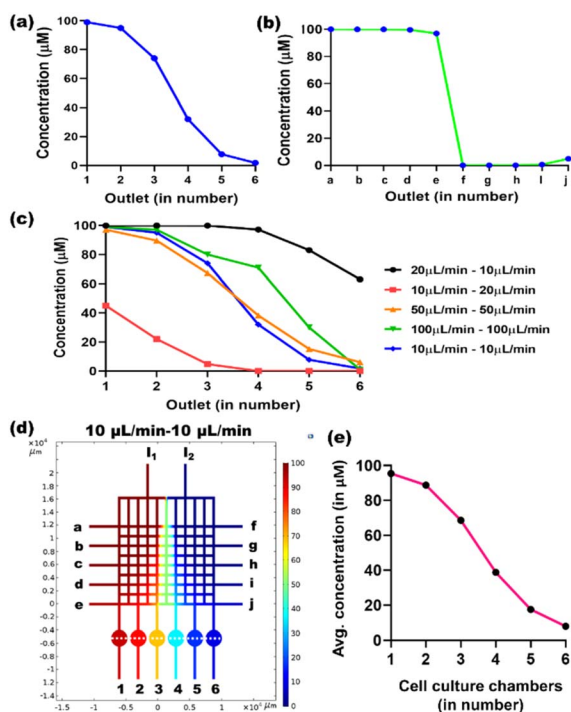 (a)
Concentration (μM)
100
80
60
40
20
0
1 2 3 4 5 6
Outlet (in number)
(b)
Concentration (μM)
100
80
60
40
20
0
a b c d e f g h I j
Outlet (in number)
(c)
Concentration (μM)
100
80
60
40
20
0
1 2 3 4 5 6
Outlet (in number)
20μL/min - 10μL/min
10μL/min - 20μL/min
50μL/min - 50μL/min
100μL/min - 100μL/min
10μL/min - 10μL/min
(d)
10 μL/min-10 μL/min
×10⁴
μm
I₁ I₂
2
1.8
1.6
1.4
1.2
1
0.8
0.6
0.4
0.2
0
-0.2
-0.4
-0.6
-0.8
-1
-1.2
-1.4
a f
b g
c h
d i
e j
1 2 3 4 5 6
-1.5 -1 -0.5 0 0.5 1
×10⁴ μm
100
90
80
70
60
50
40
30
20
10
0
(e)
Avg. concentration (in μM)
100
80
60
40
20
0
1 2 3 4 5 6
Cell culture chambers
(in number)